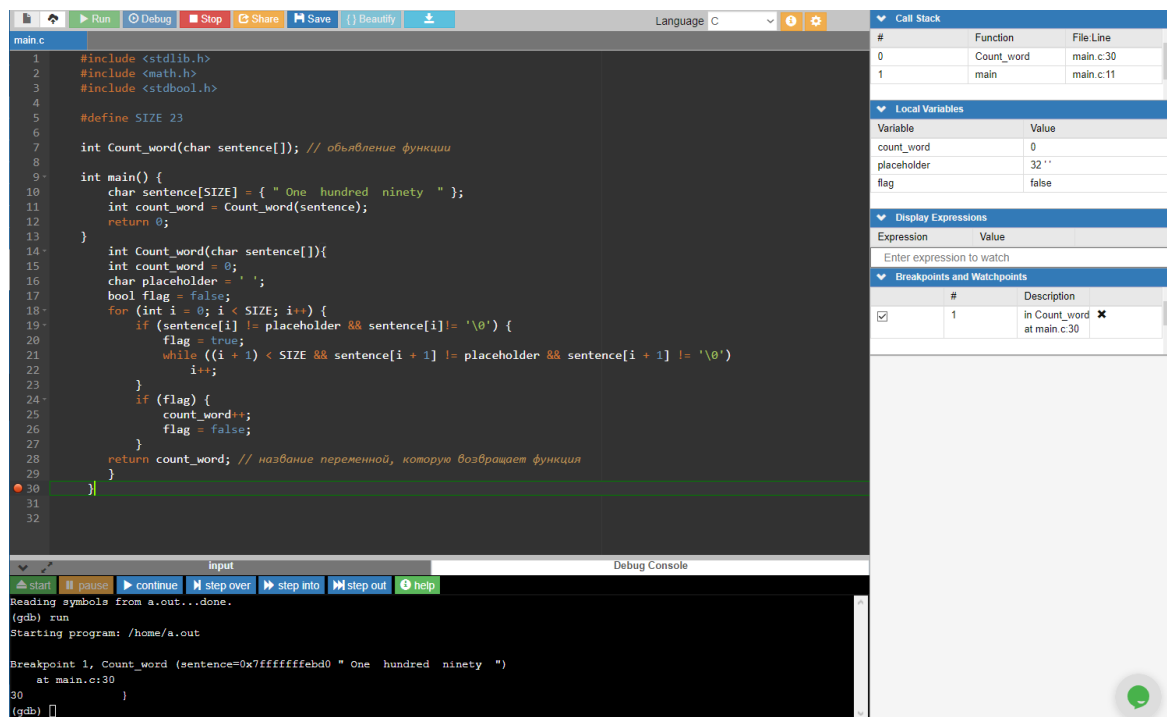 Run Debug Stop Share Save { } Beautify Language C
main.c
1 #include <stdlib.h>
2 #include <math.h>
3 #include <stdbool.h>
4
5 #define SIZE 23
6
7 int Count_word(char sentence[]); // обьявление функции
8
9 int main() {
10 char sentence[SIZE] = { " One  hundred  ninety  " };
11 int count_word = Count_word(sentence);
12 return 0;
13 }
14 int Count_word(char sentence[]){
15 int count_word = 0;
16 char placeholder = ' ';
17 bool flag = false;
18 for (int i = 0; i < SIZE; i++) {
19 if (sentence[i] != placeholder && sentence[i]!= '\0') {
20 flag = true;
21 while ((i + 1) < SIZE && sentence[i + 1] != placeholder && sentence[i + 1] != '\0')
22 i++;
23 }
24 if (flag) {
25 count_word++;
26 flag = false;
27 }
28 return count_word; // название переменной, которую возвращает функция
29 }
30 }
31
32
input Debug Console
start pause continue step over step into step out help
Reading symbols from a.out...done.
(gdb) run
Starting program: /home/a.out
Breakpoint 1, Count_word (sentence=0x7fffffffebd0 " One  hundred  ninety  ")
at main.c:30
30 }
(gdb)
Call Stack
# Function File:Line
0 Count_word main.c:30
1 main main.c:11
Local Variables
Variable Value
count_word 0
placeholder 32 ' '
flag false
Display Expressions
Expression Value
Enter expression to watch
Breakpoints and Watchpoints
# Description
1 in Count_word
at main.c:30